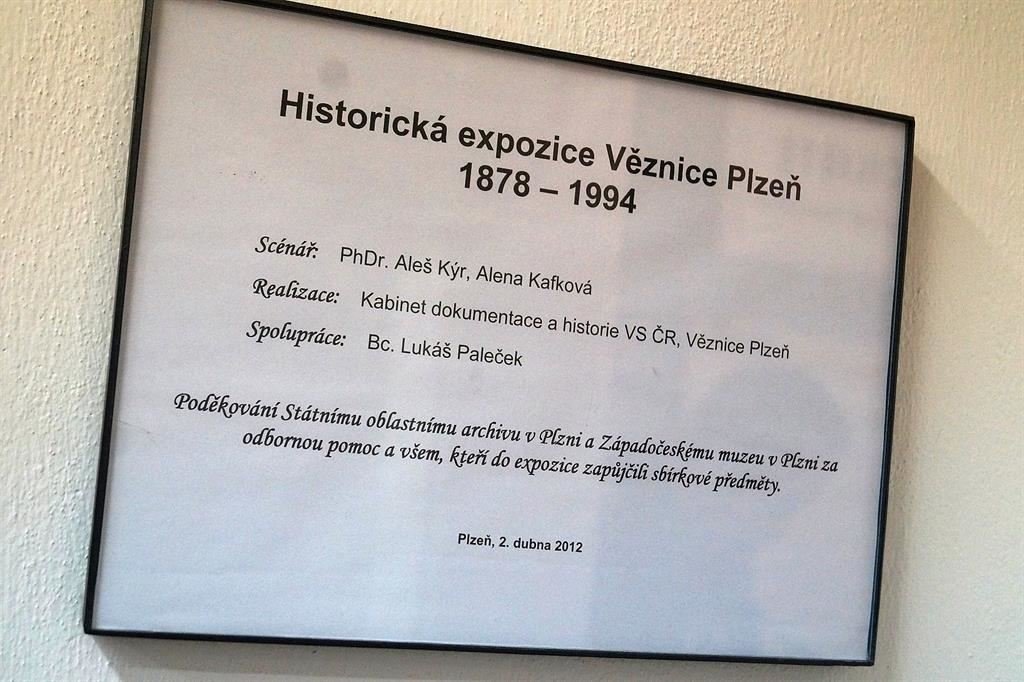 Historická expozice Věznice Plzeň
1878 – 1994
Scénář: PhDr. Aleš Kýr, Alena Kafková
Realizace: Kabinet dokumentace a historie VS ČR, Věznice Plzeň
Spolupráce: Bc. Lukáš Paleček
Poděkování Státnímu oblastnímu archivu v Plzni a Západočeskému muzeu v Plzni za
odbornou pomoc a všem, kteří do expozice zapůjčili sbírkové předměty.
Plzeň, 2. dubna 2012